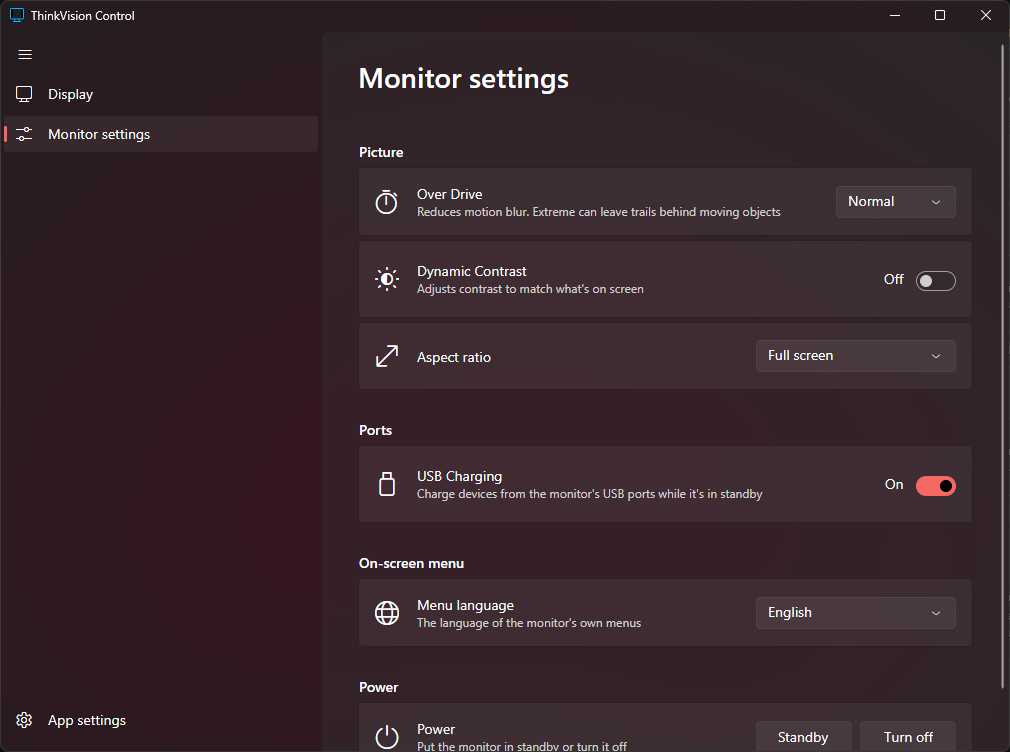 ThinkVision Control
Display
Monitor settings
Monitor settings
Picture
Over Drive
Reduces motion blur. Extreme can leave trails behind moving objects
Normal
Dynamic Contrast
Adjusts contrast to match what's on screen
Off
Aspect ratio
Full screen
Ports
USB Charging
Charge devices from the monitor's USB ports while it's in standby
On
On-screen menu
Menu language
The language of the monitor's own menus
English
Power
Power
Put the monitor in standby or turn it off
Standby
Turn off
App settings